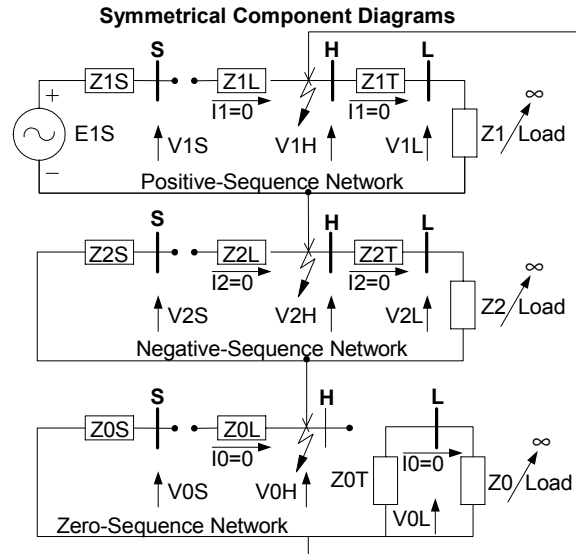 Symmetrical Component Diagrams
S H L
Z1S Z1L Z1T
I1=0 I1=0
+ ∞
E1S V1S V1H V1L Z1 Load
–
Positive-Sequence Network
S H L
Z2S Z2L Z2T
I2=0 I2=0
∞
V2S V2H V2L Z2 Load
Negative-Sequence Network
S H L
Z0S Z0L
I0=0 I0=0
∞
V0S V0H Z0T Z0 Load
V0L
Zero-Sequence Network